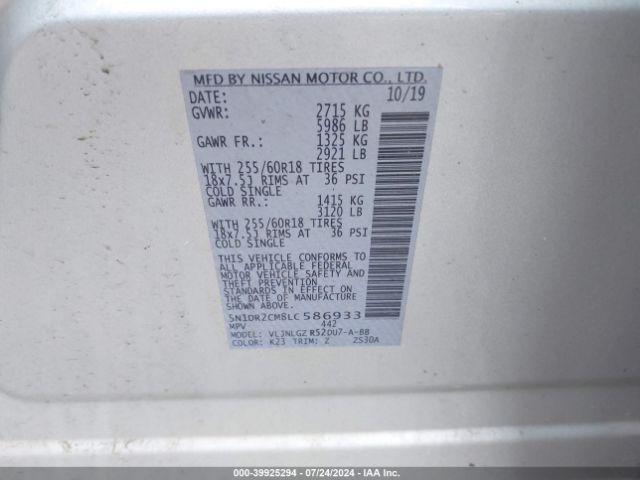 MFD BY NISSAN MOTOR CO., LTD.
DATE: 10/19
GVWR: 2715 KG
5986 LB
GAWR FR.: 1325 KG
2921 LB
WITH 255/60R18 TIRES
18x7.5J RIMS AT 36 PSI
COLD SINGLE
GAWR RR.: 1415 KG
3120 LB
WITH 255/60R18 TIRES
18x7.5J RIMS AT 36 PSI
COLD SINGLE
THIS VEHICLE CONFORMS TO
ALL APPLICABLE FEDERAL
MOTOR VEHICLE SAFETY AND
THEFT PREVENTION
STANDARDS IN EFFECT ON THE
DATE OF MANUFACTURE
SHOWN ABOVE.
5N1DR2CM8LC586933
MPV 442
MODEL: VLJNLGZ R520U7-A-BB
COLOR: K23 TRIM: Z ZS30A
000-39925294 - 07/24/2024 - IAA Inc.